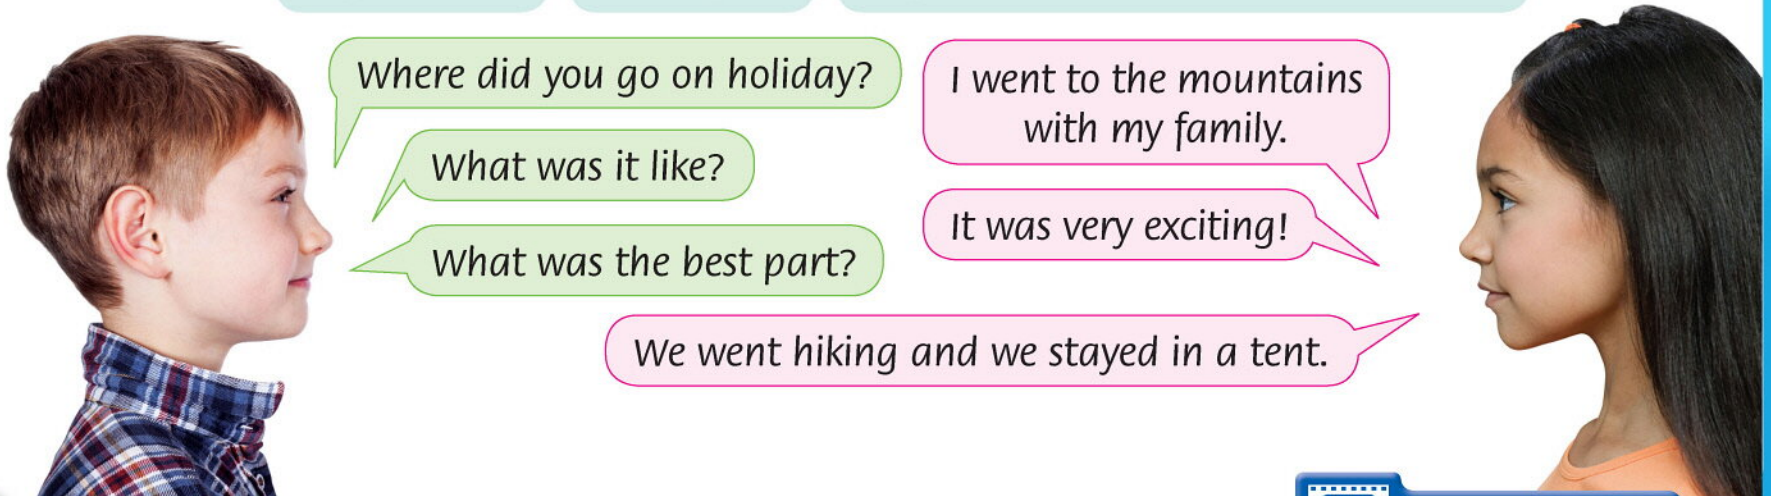 Where did you go on holiday?
I went to the mountains
with my family.
What was it like?
It was very exciting!
What was the best part?
We went hiking and we stayed in a tent.